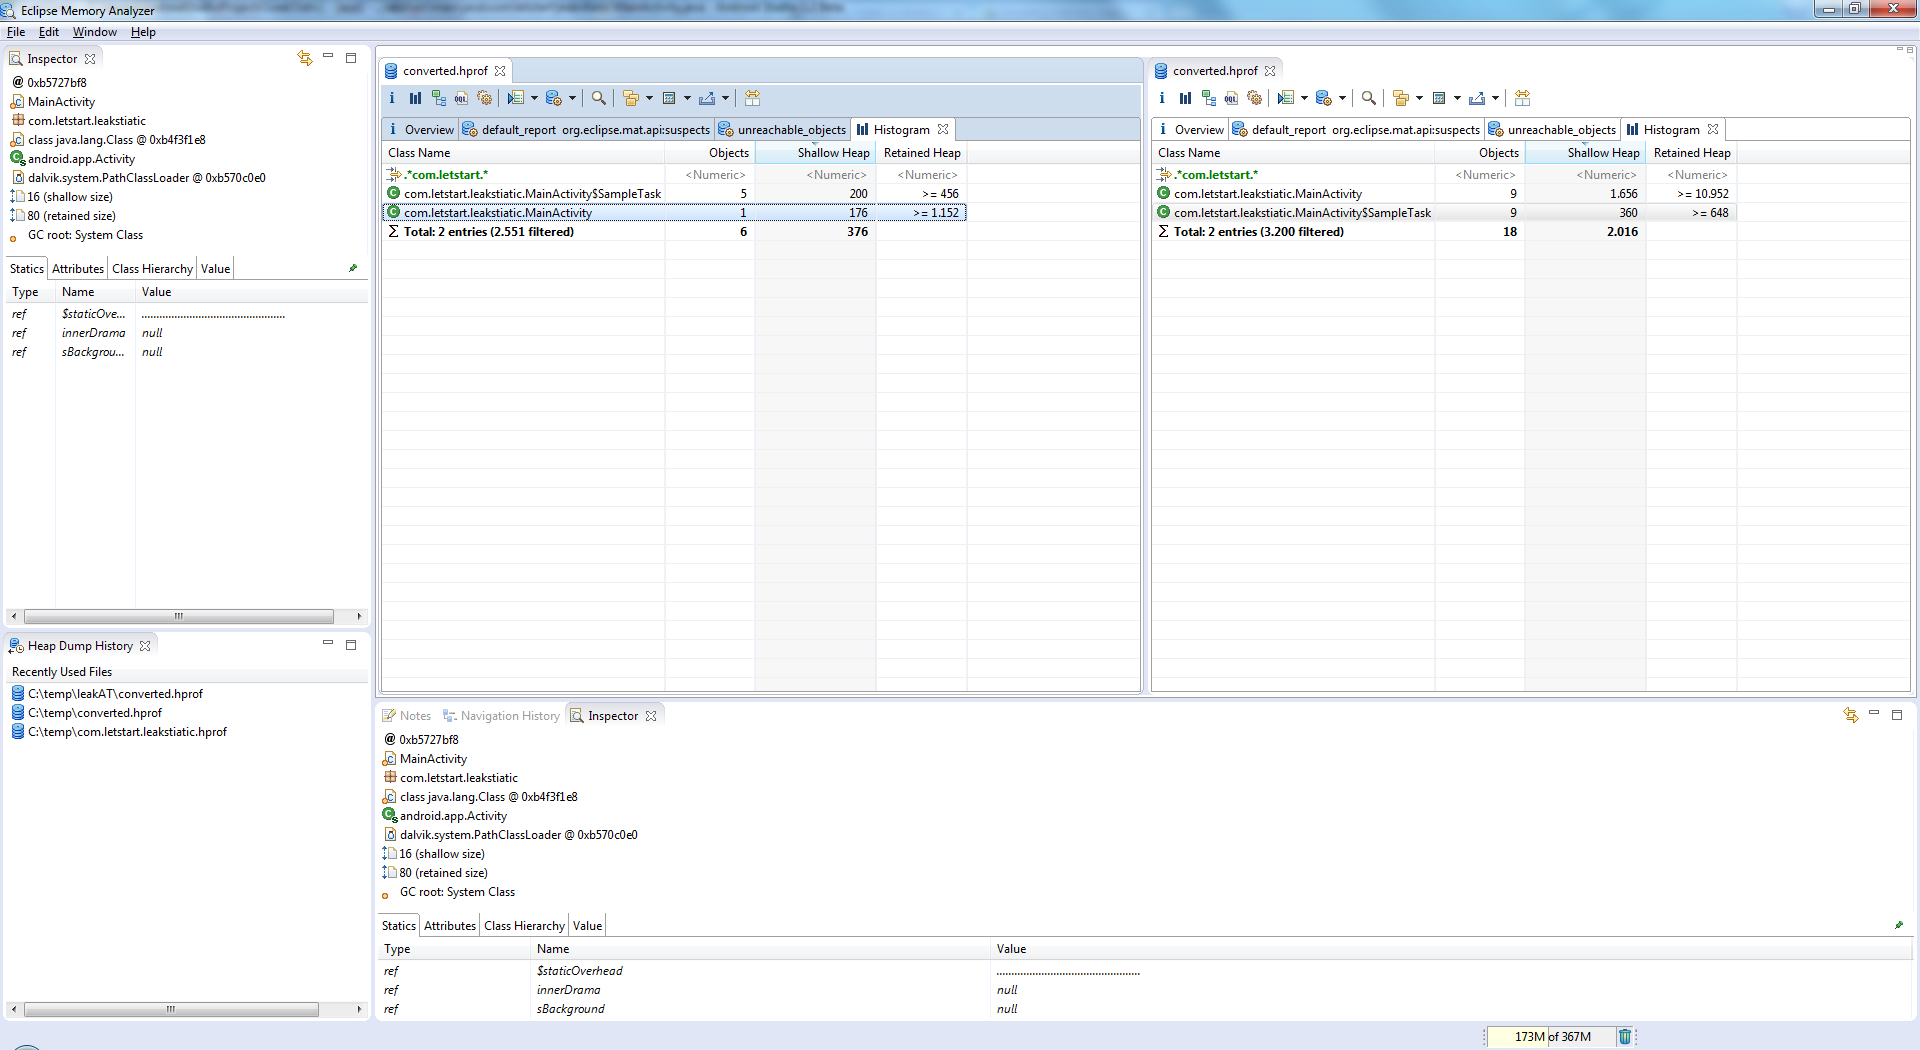 Eclipse Memory Analyzer
File Edit Window Help
Inspector
@ 0xb5727bf8
MainActivity
com.letstart.leakstiatic
class java.lang.Class @ 0xb4f3f1e8
android.app.Activity
dalvik.system.PathClassLoader @ 0xb570c0e0
16 (shallow size)
80 (retained size)
GC root: System Class
Statics Attributes Class Hierarchy Value
Type Name Value
ref $staticOve... ................................................
ref innerDrama null
ref sBackgrou... null
Heap Dump History
Recently Used Files
C:\temp\leakAT\converted.hprof
C:\temp\converted.hprof
C:\temp\com.letstart.leakstiatic.hprof
converted.hprof
i Overview default_report org.eclipse.mat.api:suspects unreachable_objects Histogram
Class Name Objects Shallow Heap Retained Heap
.*com.letstart.* <Numeric> <Numeric> <Numeric>
com.letstart.leakstiatic.MainActivity$SampleTask 5 200 >= 456
com.letstart.leakstiatic.MainActivity 1 176 >= 1.152
Σ Total: 2 entries (2.551 filtered) 6 376
converted.hprof
i Overview default_report org.eclipse.mat.api:suspects unreachable_objects Histogram
Class Name Objects Shallow Heap Retained Heap
.*com.letstart.* <Numeric> <Numeric> <Numeric>
com.letstart.leakstiatic.MainActivity 9 1.656 >= 10.952
com.letstart.leakstiatic.MainActivity$SampleTask 9 360 >= 648
Σ Total: 2 entries (3.200 filtered) 18 2.016
Notes Navigation History Inspector
@ 0xb5727bf8
MainActivity
com.letstart.leakstiatic
class java.lang.Class @ 0xb4f3f1e8
android.app.Activity
dalvik.system.PathClassLoader @ 0xb570c0e0
16 (shallow size)
80 (retained size)
GC root: System Class
Statics Attributes Class Hierarchy Value
Type Name Value
ref $staticOverhead ................................................
ref innerDrama null
ref sBackground null
173M of 367M